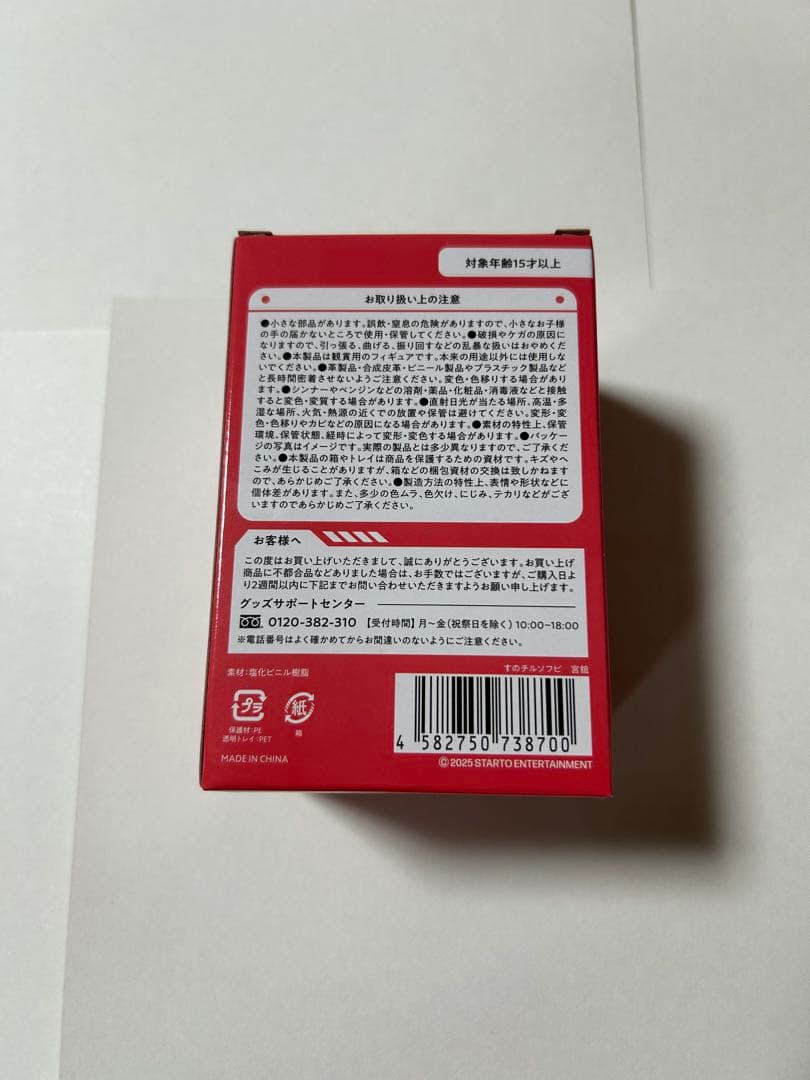 対象年齢15才以上
お取り扱い上の注意
●小さな部品があります。誤飲・窒息の危険がありますので、小さなお子様
の手の届かないところで使用・保管してください。●破損やケガの原因に
なりますので、引っ張る、曲げる、振り回すなどの乱暴な扱いはおやめくだ
さい。●本製品は観賞用のフィギュアです。本来の用途以外には使用しな
いでください。●革製品・合成皮革・ビニール製品やプラスチック製品など
と長時間密着させないようご注意ください。変色・色移りする場合がありま
す。●シンナーやベンジンなどの溶剤・薬品・化粧品・消毒液などと接触
すると変色・変質する場合があります。●直射日光が当たる場所、高温・多
湿な場所、火気・熱源の近くでの放置や保管は避けてください。変形・変
色・色移りやカビなどの原因になる場合があります。●素材の特性上、保管
環境、保管状態、経時によって変形・変色する場合があります。●パッケー
ジの写真はイメージです。実際の製品とは多少異なりますので、ご了承くだ
さい。●本製品の箱やトレイは商品を保護するための資材です。キズやへ
こみが生じることがありますが、箱などの梱包資材の交換は致しかねます
ので、あらかじめご了承ください。●製造方法の特性上、表情や形状などに
個体差があります。また、多少の色ムラ、色欠け、にじみ、テカリなどがござ
いますのであらかじめご了承ください。
お客様へ
この度はお買い上げいただきまして、誠にありがとうございます。お買い上げ
商品に不都合品などありました場合は、お手数ではございますが、ご購入日よ
り2週間以内に下記までお問い合わせいただきますようお願い申し上げます。
グッズサポートセンター
0120-382-310 【受付時間】月〜金(祝祭日を除く) 10:00~18:00
※電話番号はよく確かめてからお間違いのないようにご注意ください。
素材:塩化ビニル樹脂
すのチルソフビ 宮舘
プラ
紙
保護材:PE
透明トレイ:PET
箱
4 582750 738700
MADE IN CHINA
©2025 STARTO ENTERTAINMENT